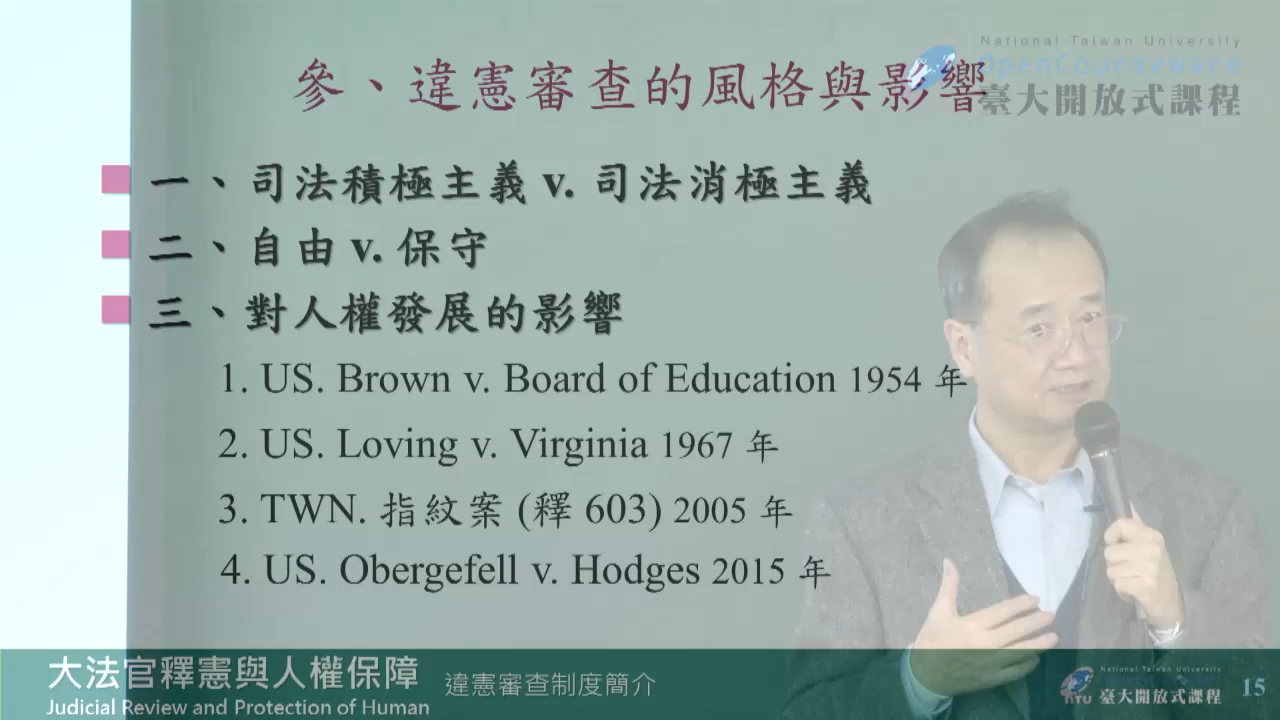 National Taiwan University
OpenCourseWare
臺大開放式課程
參、違憲審查的風格與影響
一、司法積極主義 v. 司法消極主義
二、自由 v. 保守
三、對人權發展的影響
1. US. Brown v. Board of Education 1954 年
2. US. Loving v. Virginia 1967 年
3. TWN. 指紋案 (釋 603) 2005 年
4. US. Obergefell v. Hodges 2015 年
大法官釋憲與人權保障 違憲審查制度簡介
Judicial Review and Protection of Human
National Taiwan University
NTU 臺大開放式課程 15